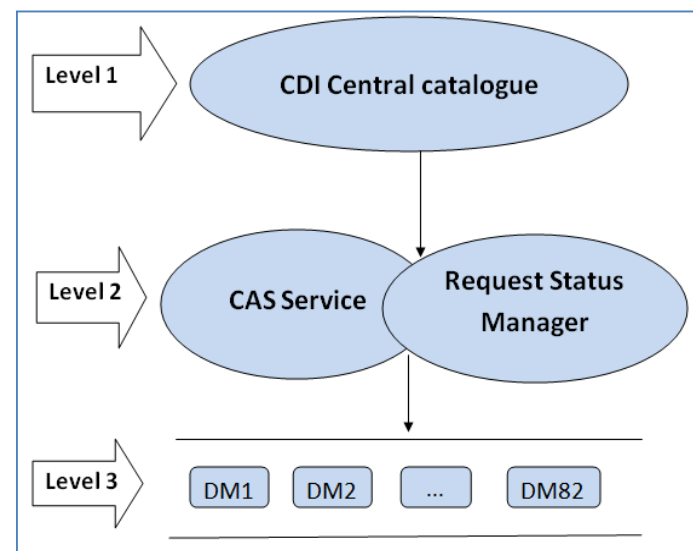 Level 1
CDI Central catalogue
Level 2
CAS Service
Request Status
Manager
Level 3
DM1
DM2
...
DM82